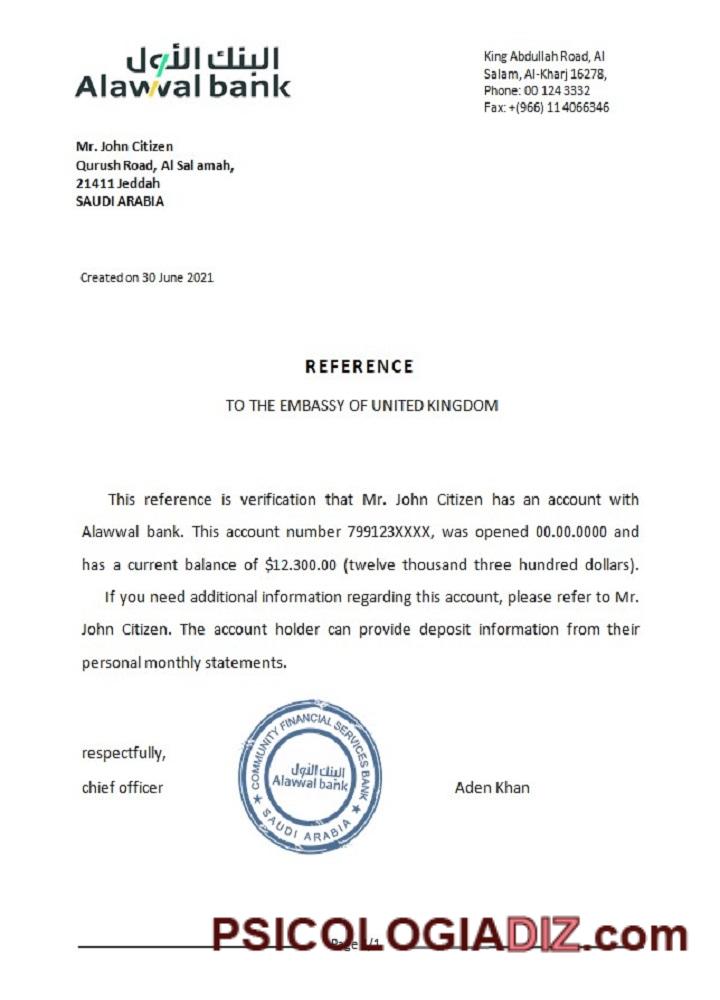 البنك الأول
Alawwal bank
King Abdullah Road, Al
Salam, Al-Kharj 16278,
Phone: 00 124 3332
Fax: +(966) 11 4066346
Mr. John Citizen
Qurush Road, Al Sal amah,
21411 Jeddah
SAUDI ARABIA
Created on 30 June 2021
REFERENCE
TO THE EMBASSY OF UNITED KINGDOM
This reference is verification that Mr. John Citizen has an account with
Alawwal bank. This account number 799123XXXX, was opened 00.00.0000 and
has a current balance of $12.300.00 (twelve thousand three hundred dollars).
If you need additional information regarding this account, please refer to Mr.
John Citizen. The account holder can provide deposit information from their
personal monthly statements.
respectfully,
chief officer
COMMUNITY FINANCIAL SERVICES BANK
البنك الأول
Alawwal bank
★ SAUDI ARABIA ★
Aden Khan
PSICOLOGIADIZ.com
Page /1